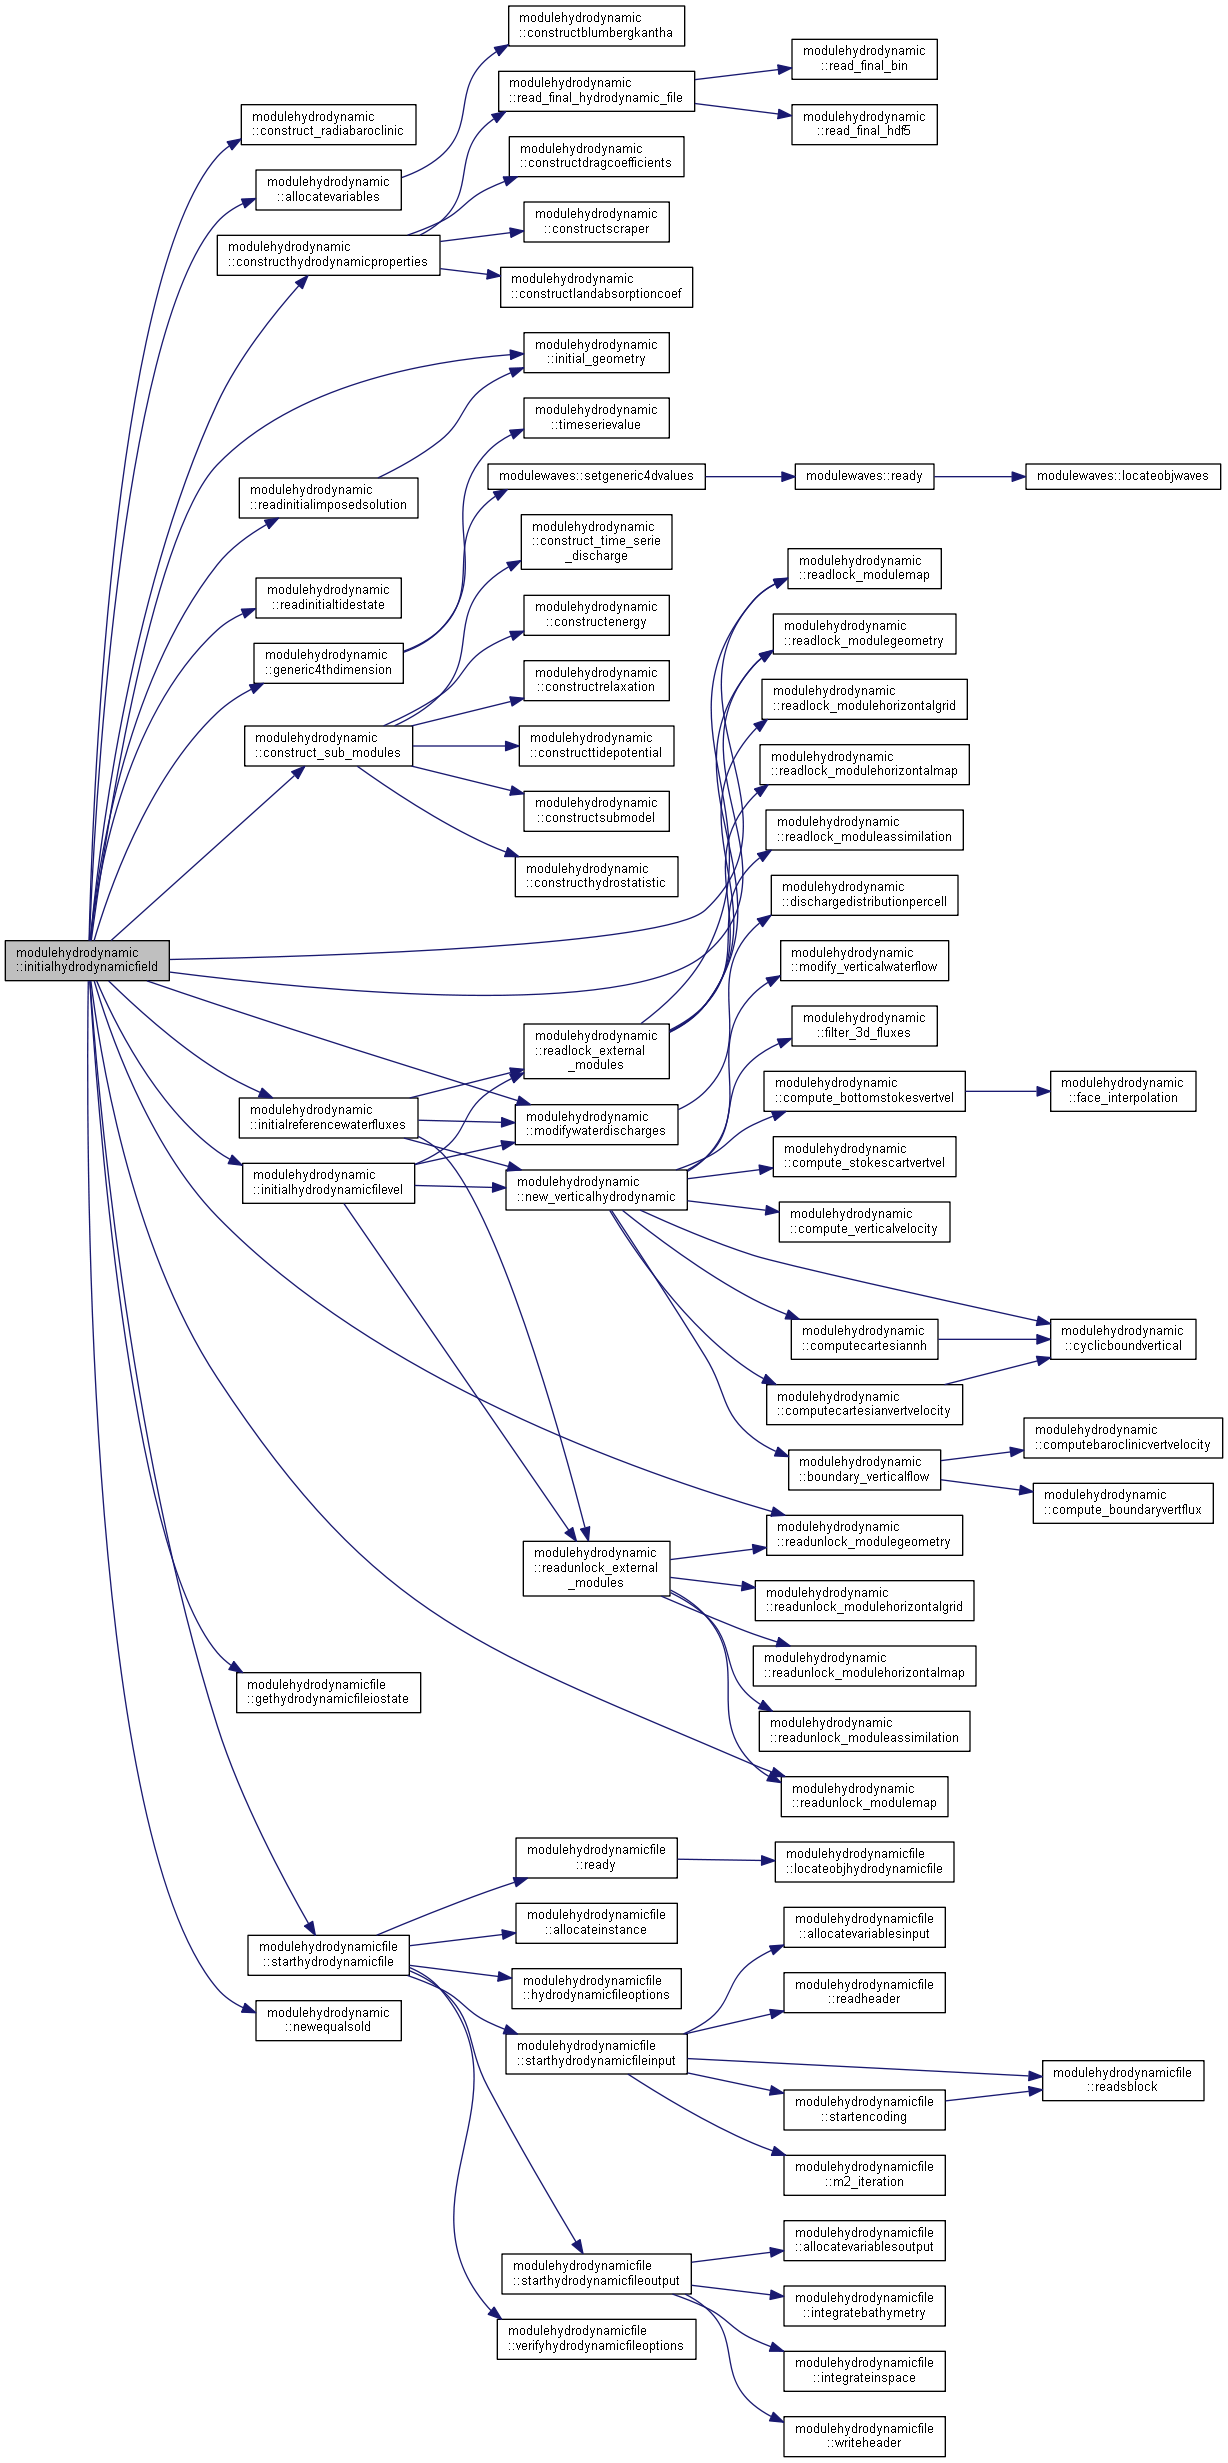 modulehydrodynamic
::initialhydrodynamicfield
modulehydrodynamic
::construct_radiabaroclinic
modulehydrodynamic
::allocatevariables
modulehydrodynamic
::constructhydrodynamicproperties
modulehydrodynamic
::readinitialimposedsolution
modulehydrodynamic
::readinitialtidestate
modulehydrodynamic
::generic4thdimension
modulehydrodynamic
::construct_sub_modules
modulehydrodynamic
::initialreferencewaterfluxes
modulehydrodynamic
::initialhydrodynamicfilevel
modulehydrodynamicfile
::gethydrodynamicfileiostate
modulehydrodynamicfile
::starthydrodynamicfile
modulehydrodynamic
::newequalsold
modulehydrodynamic
::constructblumbergkantha
modulehydrodynamic
::read_final_hydrodynamic_file
modulehydrodynamic
::constructdragcoefficients
modulehydrodynamic
::constructscraper
modulehydrodynamic
::constructlandabsorptioncoef
modulehydrodynamic
::initial_geometry
modulehydrodynamic
::timeserievalue
modulewaves::setgeneric4dvalues
modulehydrodynamic
::construct_time_serie
_discharge
modulehydrodynamic
::constructenergy
modulehydrodynamic
::constructrelaxation
modulehydrodynamic
::constructtidepotential
modulehydrodynamic
::constructsubmodel
modulehydrodynamic
::constructhydrostatistic
modulehydrodynamic
::readlock_external
_modules
modulehydrodynamic
::modifywaterdischarges
modulehydrodynamic
::new_verticalhydrodynamic
modulehydrodynamic
::readunlock_external
_modules
modulehydrodynamicfile
::ready
modulehydrodynamicfile
::allocateinstance
modulehydrodynamicfile
::hydrodynamicfileoptions
modulehydrodynamicfile
::starthydrodynamicfileinput
modulehydrodynamicfile
::starthydrodynamicfileoutput
modulehydrodynamicfile
::verifyhydrodynamicfileoptions
modulehydrodynamic
::read_final_bin
modulehydrodynamic
::read_final_hdf5
modulewaves::ready
modulehydrodynamic
::readlock_modulemap
modulehydrodynamic
::readlock_modulegeometry
modulehydrodynamic
::readlock_modulehorizontalgrid
modulehydrodynamic
::readlock_modulehorizontalmap
modulehydrodynamic
::readlock_moduleassimilation
modulehydrodynamic
::dischargedistributionpercell
modulehydrodynamic
::modify_verticalwaterflow
modulehydrodynamic
::filter_3d_fluxes
modulehydrodynamic
::compute_bottomstokesvertvel
modulehydrodynamic
::compute_stokescartvertvel
modulehydrodynamic
::compute_verticalvelocity
modulehydrodynamic
::computecartesiannh
modulehydrodynamic
::computecartesianvertvelocity
modulehydrodynamic
::boundary_verticalflow
modulehydrodynamic
::readunlock_modulegeometry
modulehydrodynamic
::readunlock_modulehorizontalgrid
modulehydrodynamic
::readunlock_modulehorizontalmap
modulehydrodynamic
::readunlock_moduleassimilation
modulehydrodynamic
::readunlock_modulemap
modulehydrodynamicfile
::locateobjhydrodynamicfile
modulehydrodynamicfile
::allocatevariablesinput
modulehydrodynamicfile
::readheader
modulehydrodynamicfile
::startencoding
modulehydrodynamicfile
::m2_iteration
modulehydrodynamicfile
::allocatevariablesoutput
modulehydrodynamicfile
::integratebathymetry
modulehydrodynamicfile
::integrateinspace
modulehydrodynamicfile
::writeheader
modulewaves::locateobjwaves
modulehydrodynamic
::face_interpolation
modulehydrodynamic
::cyclicboundvertical
modulehydrodynamic
::computebaroclinicvertvelocity
modulehydrodynamic
::compute_boundaryvertflux
modulehydrodynamicfile
::readsblock